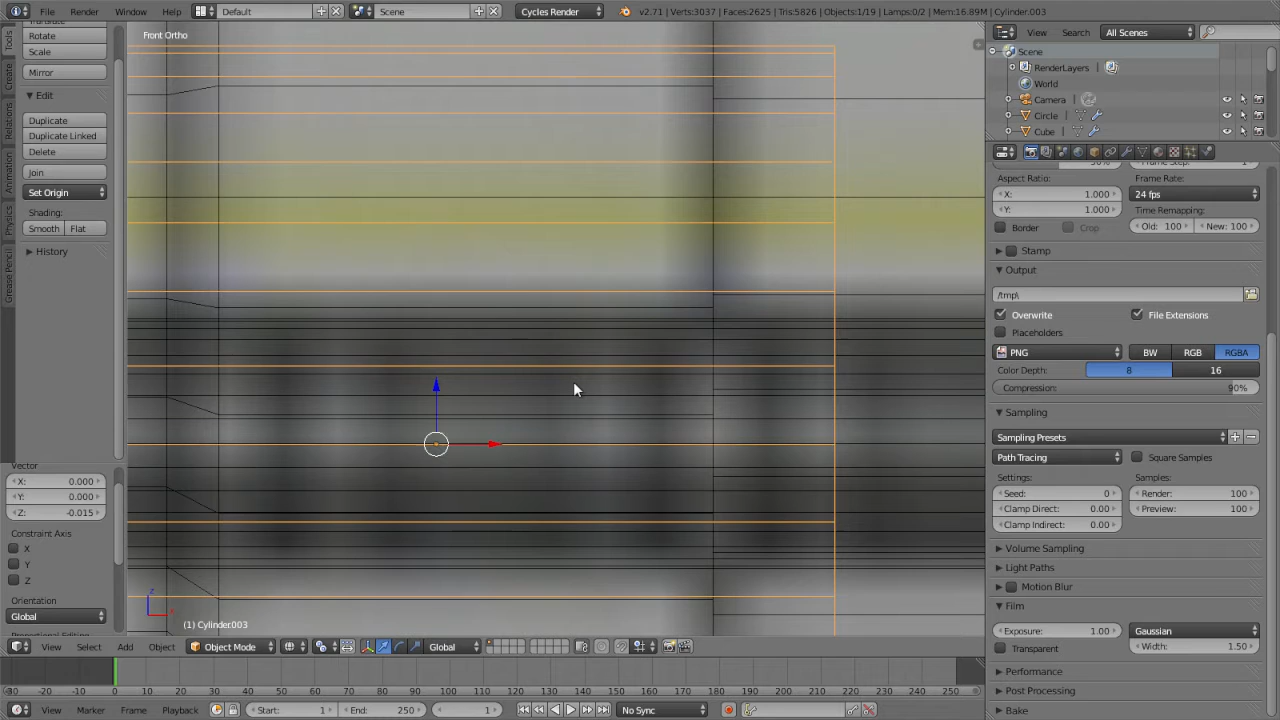 File Render Window Help Default Scene Cycles Render v2.71 | Verts:3037 | Faces:2625 | Tris:5826 | Objects:1/19 | Lamps:0/2 | Mem:16.89M | Cylinder.003
Rotate
Scale
Mirror
Edit
Duplicate
Duplicate Linked
Delete
Join
Set Origin
Shading:
Smooth Flat
History
Tools
Create
Relations
Animation
Physics
Grease Pencil
Vector
X: 0.000
Y: 0.000
Z: -0.015
Constraint Axis
X
Y
Z
Orientation
Global
Front Ortho
(1) Cylinder.003
View Select Add Object Object Mode Global
-20 -10 0 10 20 30 40 50 60 70 80 90 100 110 120 130 140 150 160 170 180 190 200 210 220 230 240 250
View Marker Frame Playback Start: 1 End: 250 1 No Sync
View Search All Scenes
Scene
RenderLayers
World
Camera
Circle
Cube
Aspect Ratio: Frame Rate:
X: 1.000 24 fps
Y: 1.000 Time Remapping:
Border Crop Old: 100 New: 100
Stamp
Output
/tmp\
Overwrite File Extensions
Placeholders
PNG BW RGB RGBA
Color Depth: 8 16
Compression: 90%
Sampling
Sampling Presets
Path Tracing Square Samples
Settings: Samples:
Seed: 0 Render: 100
Clamp Direct: 0.00 Preview: 100
Clamp Indirect: 0.00
Volume Sampling
Light Paths
Motion Blur
Film
Exposure: 1.00 Gaussian
Transparent Width: 1.50
Performance
Post Processing
Bake